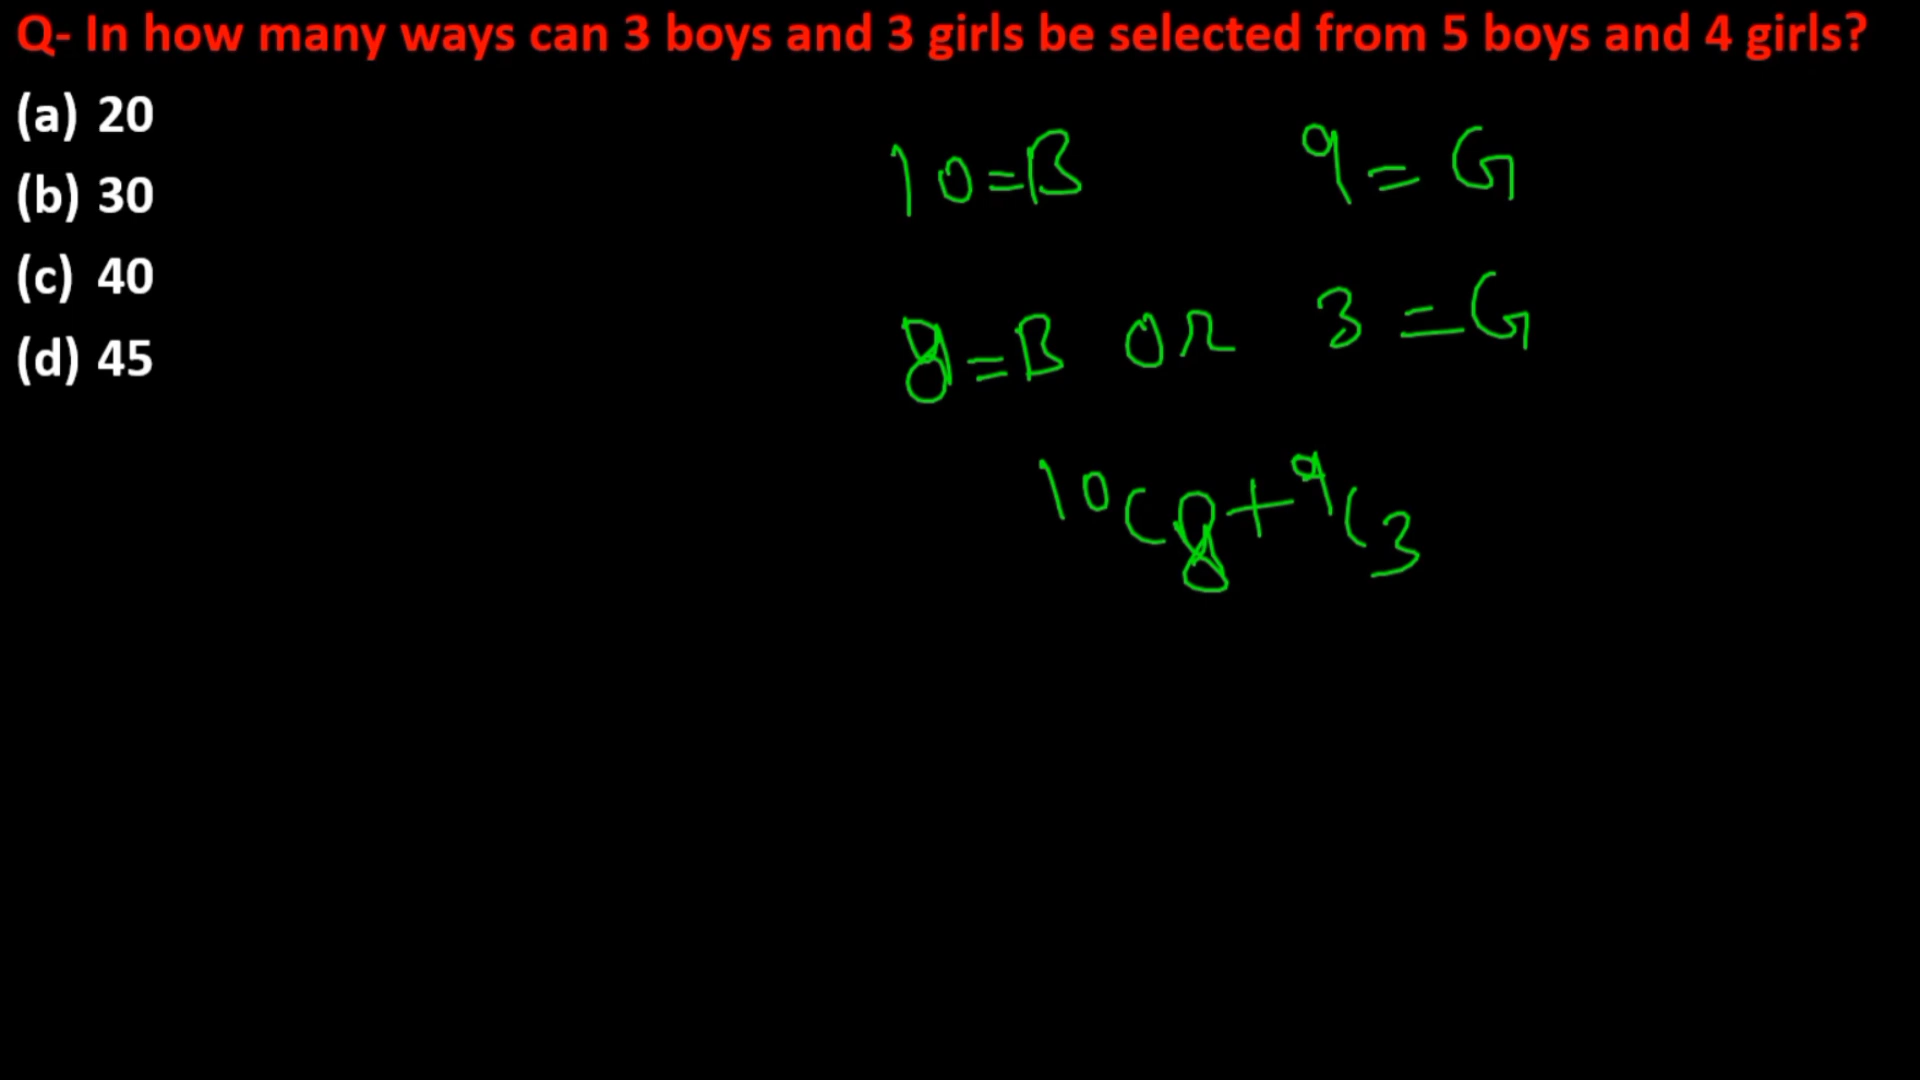 Q- In how many ways can 3 boys and 3 girls be selected from 5 boys and 4 girls?
(a) 20
(b) 30
(c) 40
(d) 45
10=B 9=G
8=B or 3=G
¹⁰C₈+⁹C₃